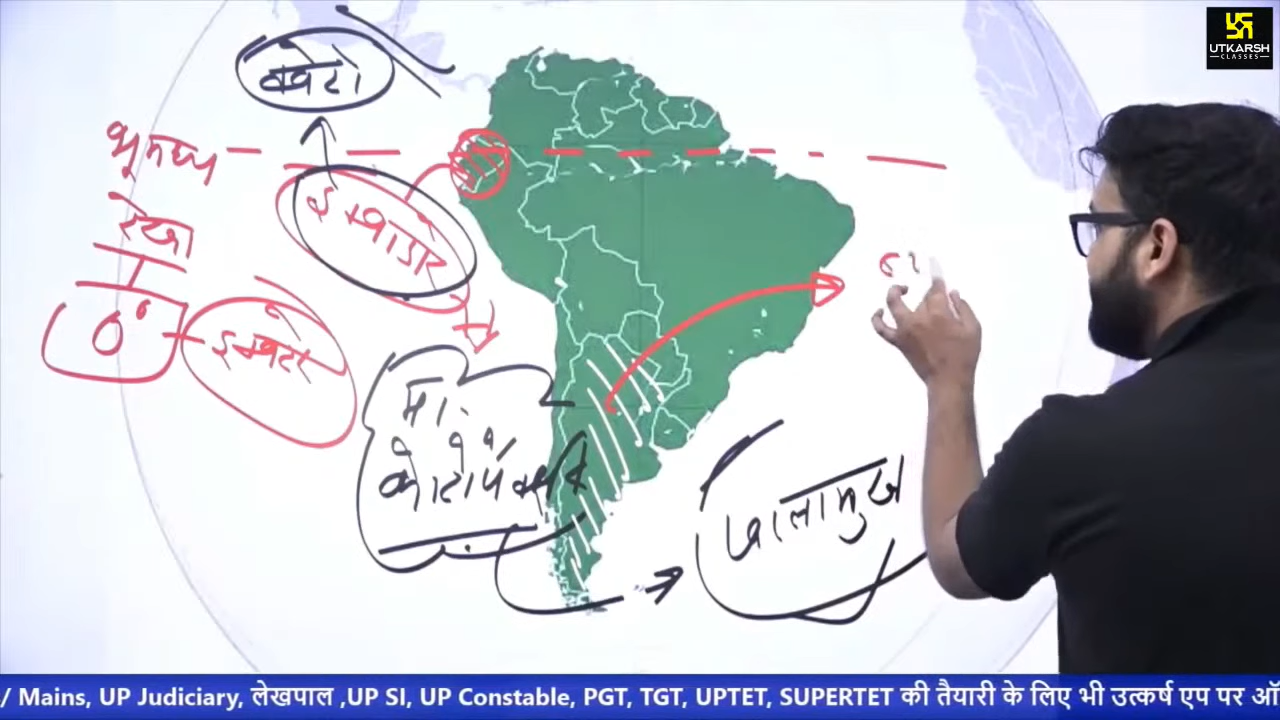 UTKARSH
CLASSES
क्वेटो
भूमध्य
रेखा
इक्वाडोर
0°
इक्वेटर
मा.
कोटोपैक्सी
ज्वालामुख
/ Mains, UP Judiciary, लेखपाल ,UP SI, UP Constable, PGT, TGT, UPTET, SUPERTET की तैयारी के लिए भी उत्कर्ष एप पर ऑ